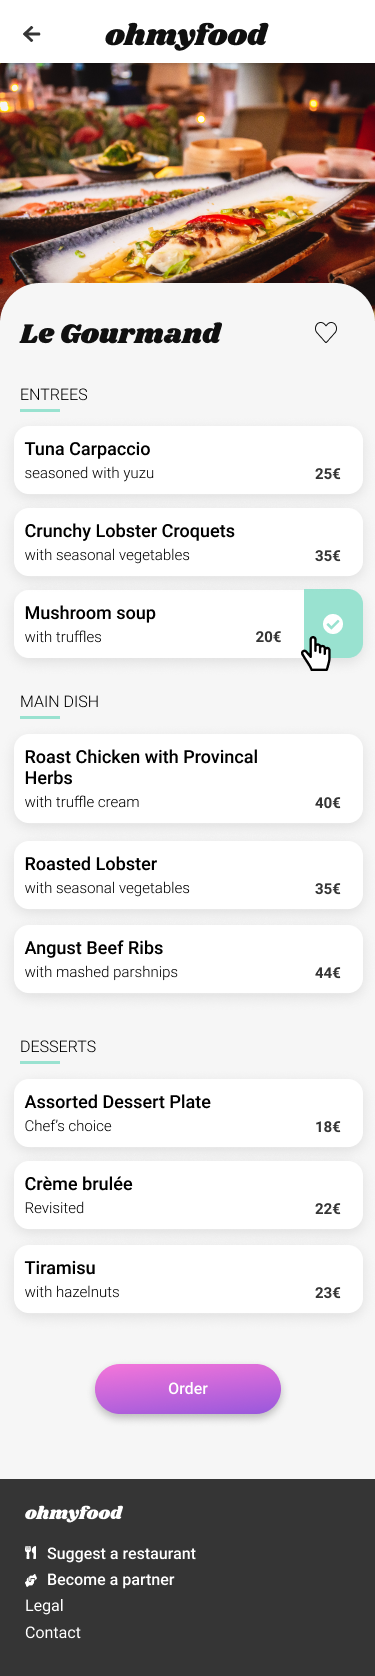 ohmyfood
Le Gourmand
ENTREES
Tuna Carpaccio
seasoned with yuzu 25€
Crunchy Lobster Croquets
with seasonal vegetables 35€
Mushroom soup
with truffles 20€
MAIN DISH
Roast Chicken with Provincal
Herbs
with truffle cream 40€
Roasted Lobster
with seasonal vegetables 35€
Angust Beef Ribs
with mashed parshnips 44€
DESSERTS
Assorted Dessert Plate
Chef's choice 18€
Crème brulée
Revisited 22€
Tiramisu
with hazelnuts 23€
Order
ohmyfood
Suggest a restaurant
Become a partner
Legal
Contact